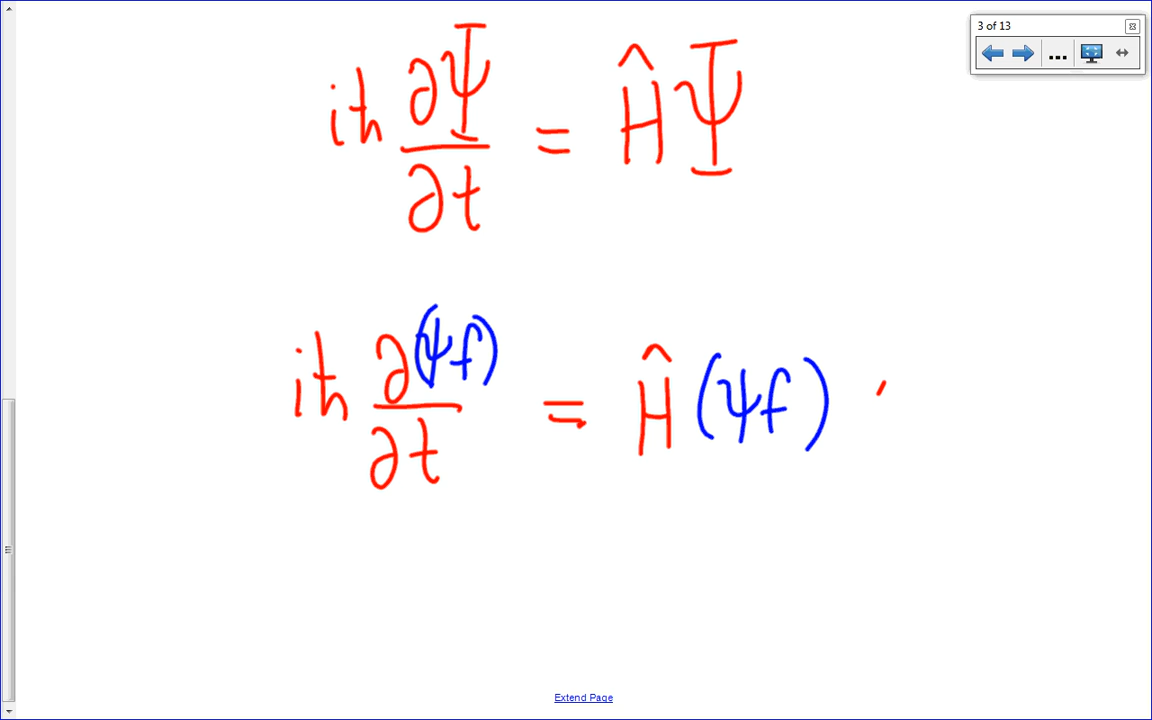 3 of 13
...
iħ ∂Ψ/∂t = ĤΨ
iħ ∂(ψf)/∂t = Ĥ(ψf)
Extend Page